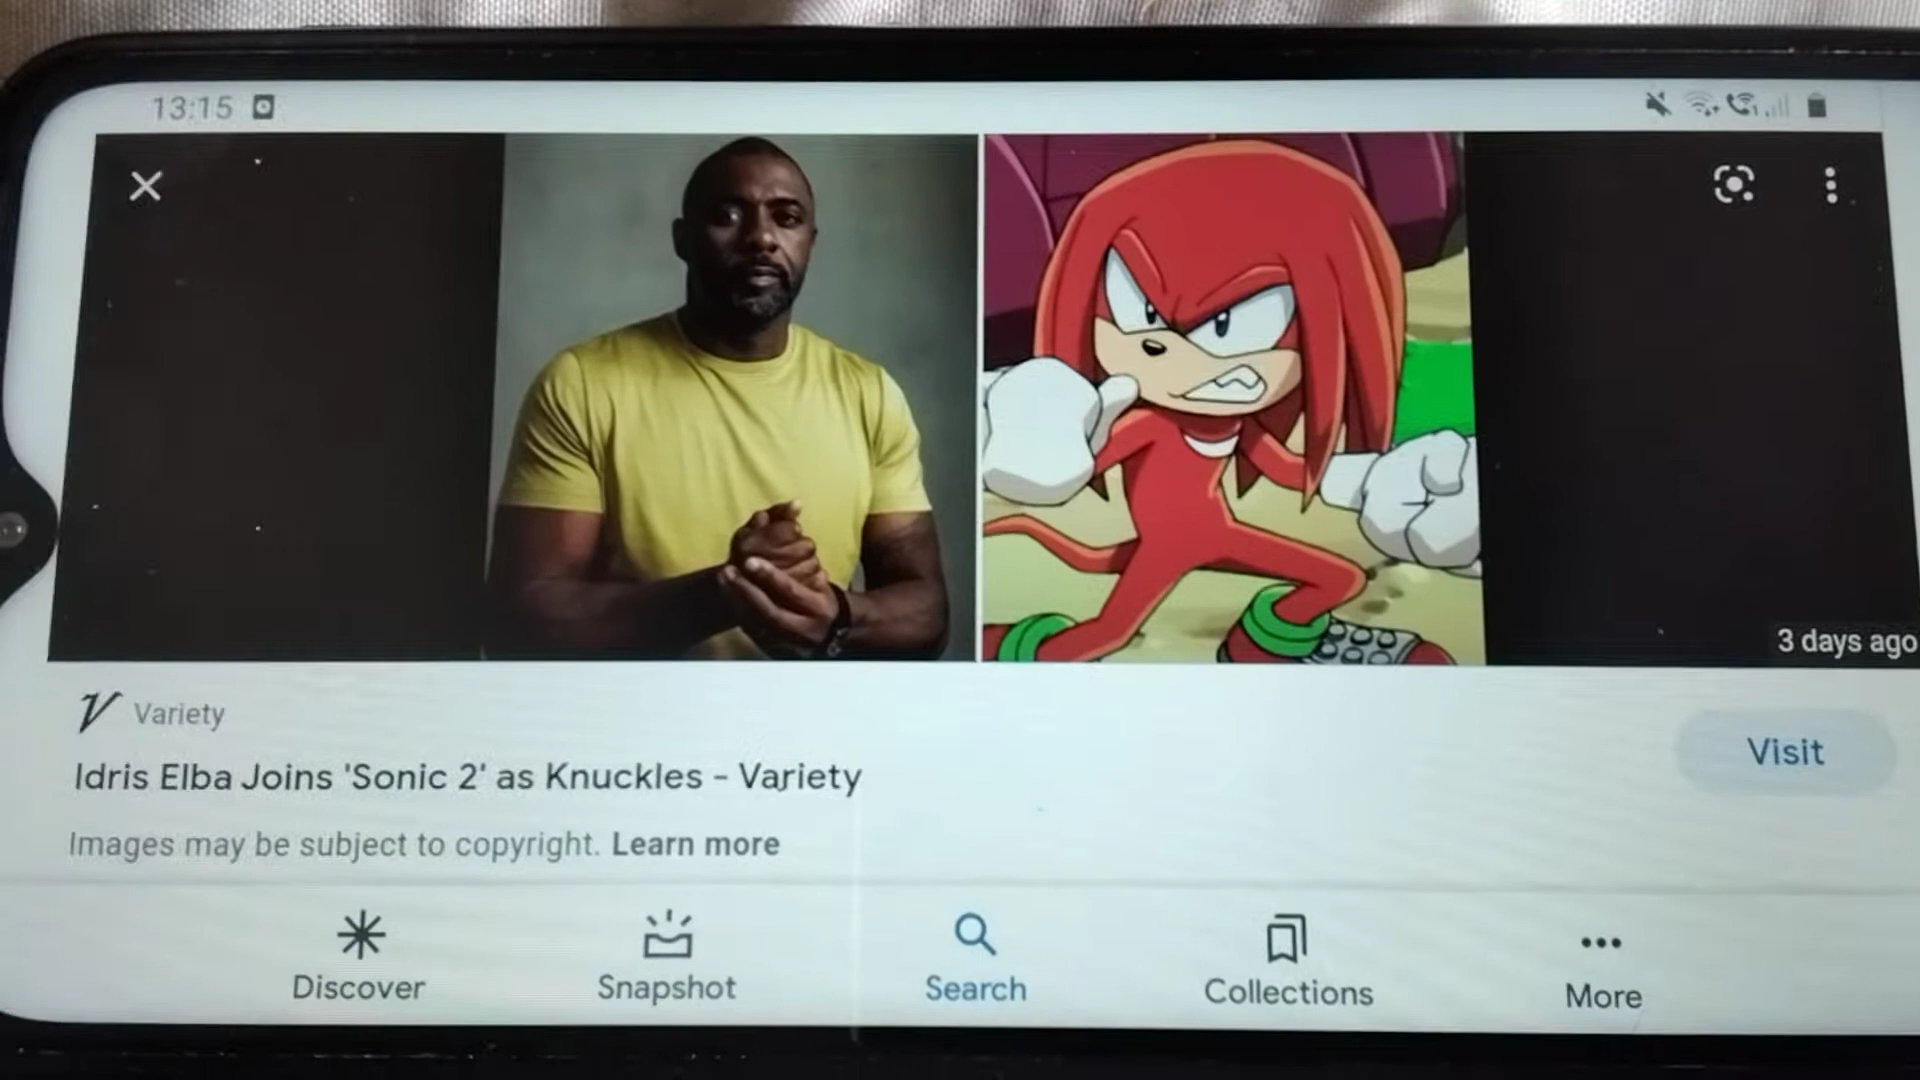 13:15
3 days ago
Variety
Idris Elba Joins 'Sonic 2' as Knuckles - Variety
Visit
Images may be subject to copyright. Learn more
Discover
Snapshot
Search
Collections
More